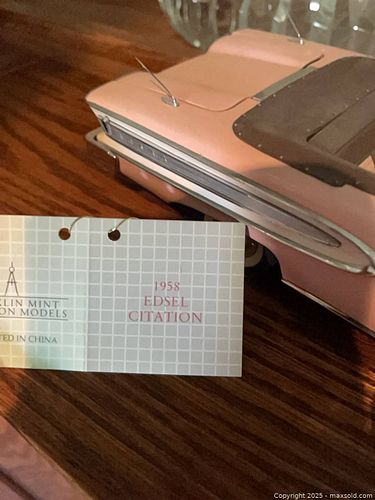 LIN MINT
ON MODELS
TED IN CHINA
1958
EDSEL
CITATION
Copyright 2025 - maxsold.com